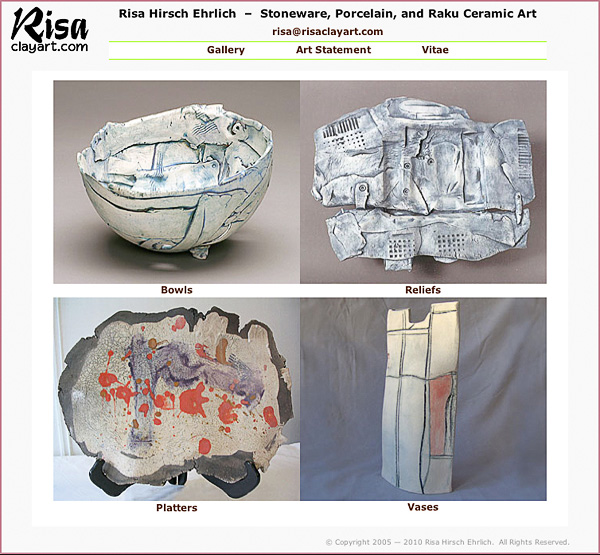 Risa
clayart.com
Risa Hirsch Ehrlich – Stoneware, Porcelain, and Raku Ceramic Art
risa@risaclayart.com
Gallery Art Statement Vitae
Bowls Reliefs
Platters Vases
© Copyright 2005 — 2010 Risa Hirsch Ehrlich. All Rights Reserved.